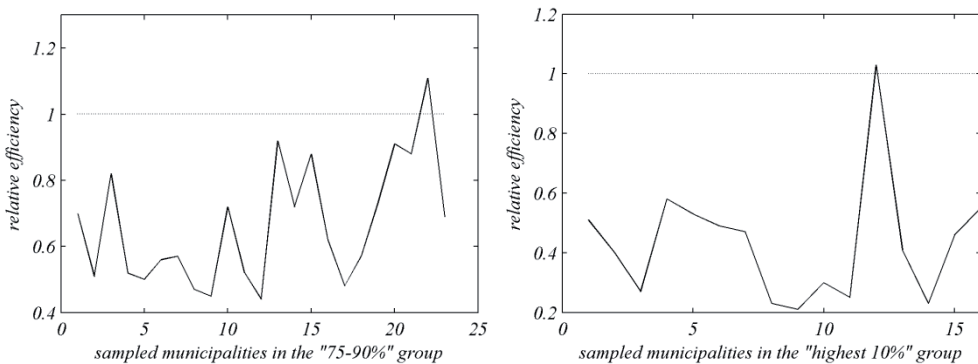 1.2
1
0.8
0.6
0.4
relative efficiency
0 5 10 15 20 25
sampled municipalities in the "75-90%" group
1.2
1
0.8
0.6
0.4
0.2
relative efficiency
0 5 10 15
sampled municipalities in the "highest 10%" group